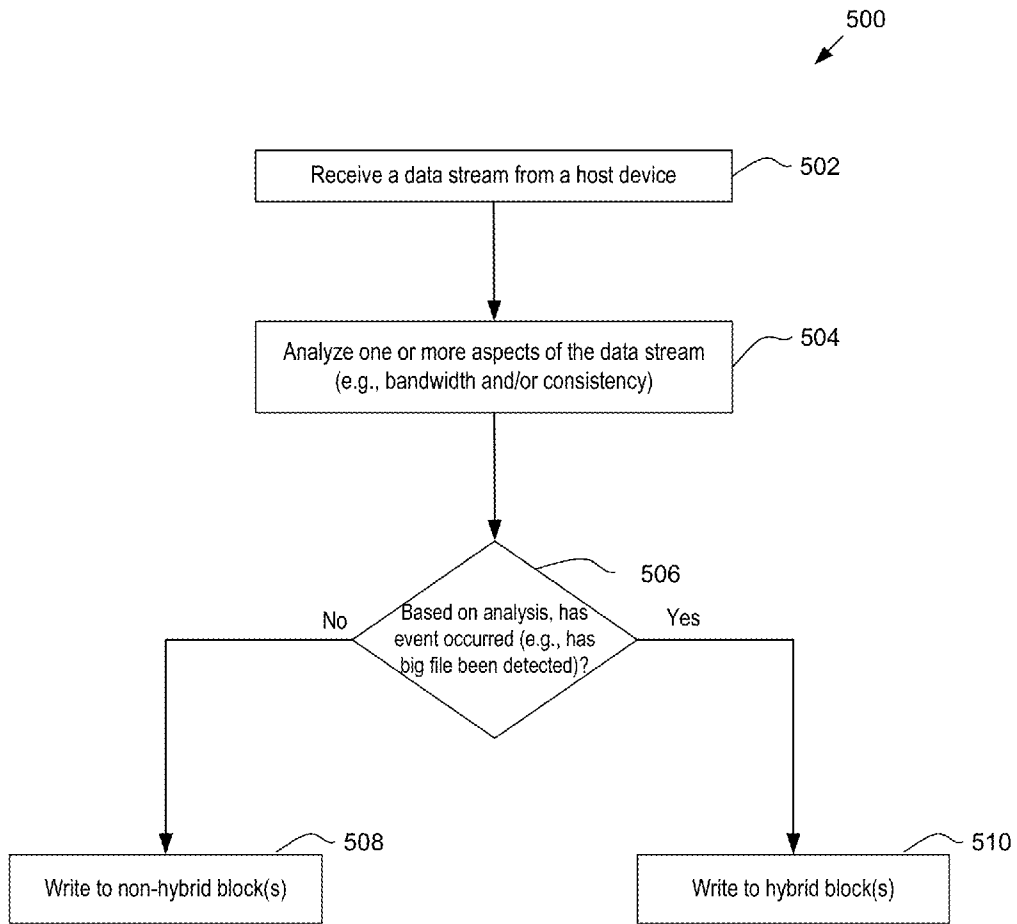 500
Receive a data stream from a host device
502
Analyze one or more aspects of the data stream
(e.g., bandwidth and/or consistency)
504
506
No
Based on analysis, has
event occurred (e.g., has
big file been detected)?
Yes
508
Write to non-hybrid block(s)
510
Write to hybrid block(s)